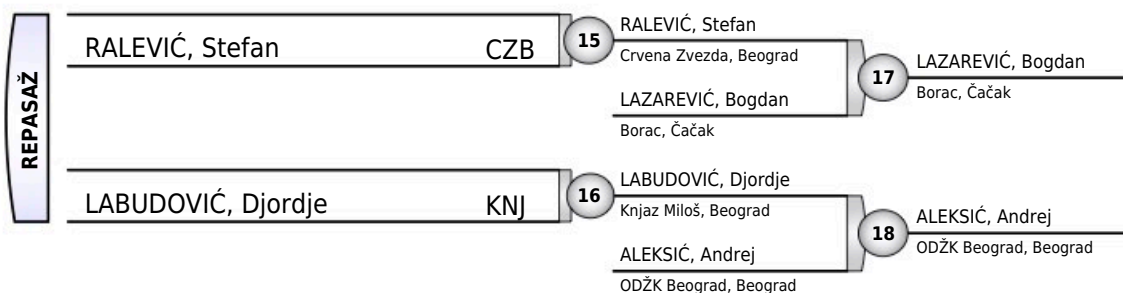 REPASAŽ
RALEVIĆ, Stefan CZB
15
RALEVIĆ, Stefan
Crvena Zvezda, Beograd
LAZAREVIĆ, Bogdan
Borac, Čačak
17
LAZAREVIĆ, Bogdan
Borac, Čačak
LABUDOVIĆ, Djordje KNJ
16
LABUDOVIĆ, Djordje
Knjaz Miloš, Beograd
ALEKSIĆ, Andrej
ODŽK Beograd, Beograd
18
ALEKSIĆ, Andrej
ODŽK Beograd, Beograd